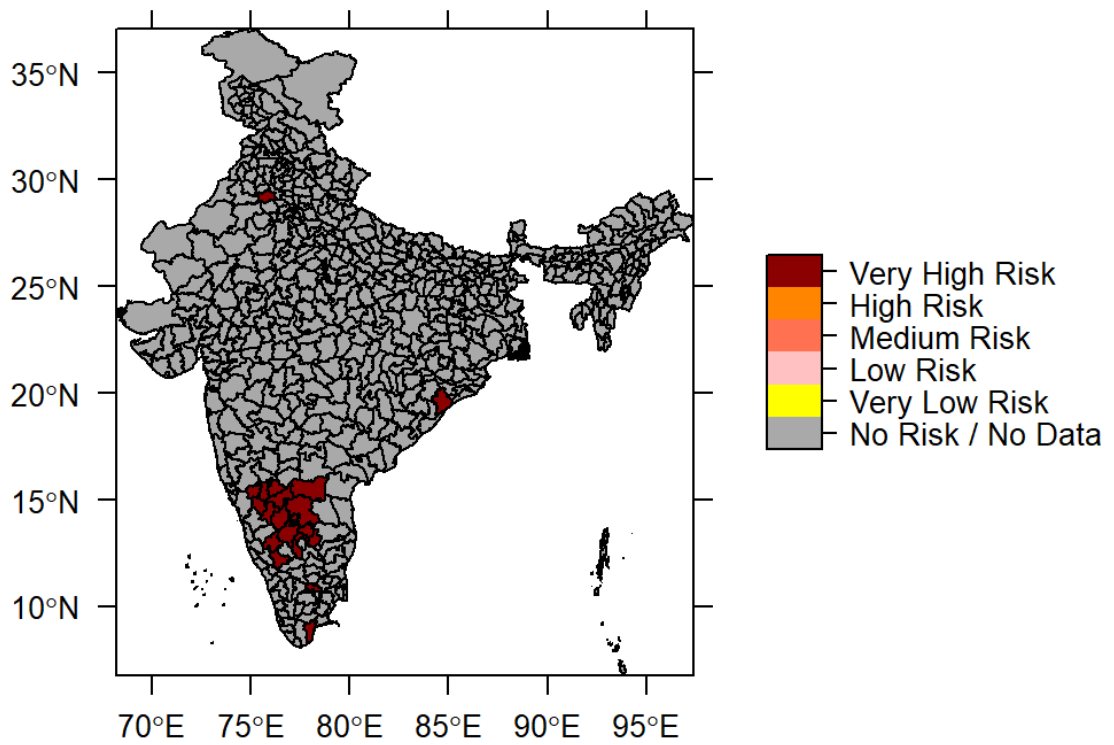 35°N
30°N
25°N
20°N
15°N
10°N
70°E 75°E 80°E 85°E 90°E 95°E
Very High Risk
High Risk
Medium Risk
Low Risk
Very Low Risk
No Risk / No Data